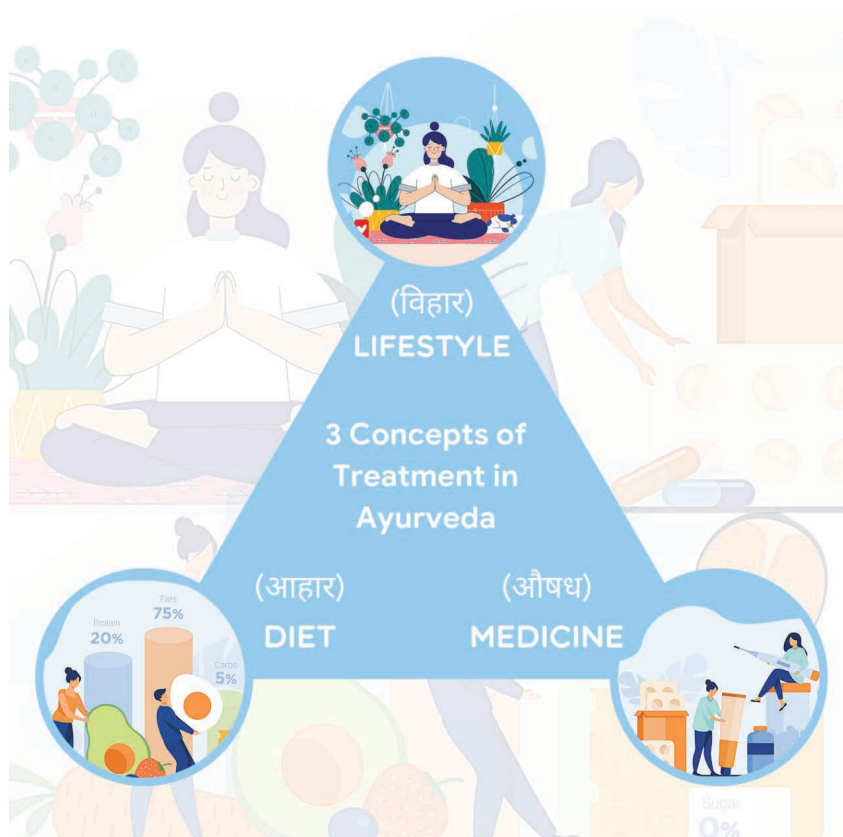 (विहार)
LIFESTYLE
3 Concepts of
Treatment in
Ayurveda
(आहार)
DIET
(औषध)
MEDICINE
Protein
20%
Fats
75%
Carbs
5%
Sugar
0%